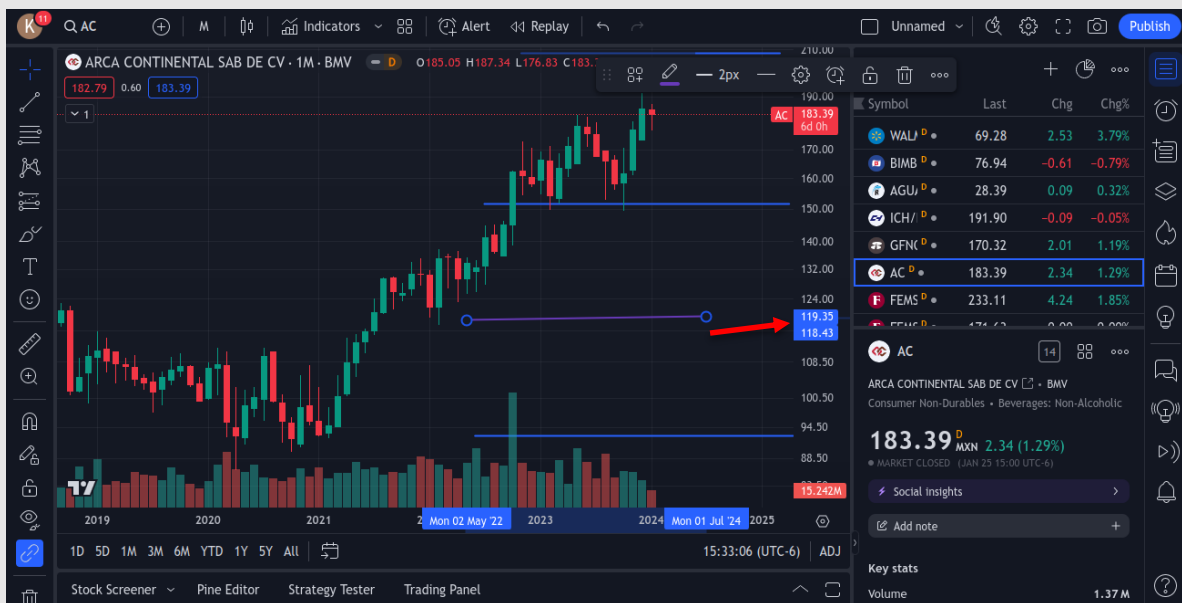 K 11 AC M Indicators Alert Replay Unnamed Publish
ARCA CONTINENTAL SAB DE CV · 1M · BMV D O185.05 H187.34 L176.83
2px
182.79 0.60 183.39
1
210.00
190.00
AC 183.39
6d 0h
170.00
160.00
150.00
140.00
132.00
124.00
119.35
118.43
108.50
100.50
94.50
88.50
15.242M
2019 2020 2021 Mon 02 May '22 2023 2024 Mon 01 Jul '24 2025
1D 5D 1M 3M 6M YTD 1Y 5Y All 15:33:06 (UTC-6) ADJ
Stock Screener Pine Editor Strategy Tester Trading Panel
Symbol Last Chg Chg%
WAL D 69.28 2.53 3.79%
BIMB D 76.94 −0.61 −0.79%
AGU D 28.39 0.09 0.32%
ICH/ D 191.90 −0.09 −0.05%
GFN D 170.32 2.01 1.19%
AC D 183.39 2.34 1.29%
F FEMS D 233.11 4.24 1.85%
AC 14
ARCA CONTINENTAL SAB DE CV • BMV
Consumer Non-Durables • Beverages: Non-Alcoholic
183.39 D MXN 2.34 (1.29%)
MARKET CLOSED (JAN 25 15:00 UTC-6)
Social insights
Add note
Key stats
Volume 1.37M